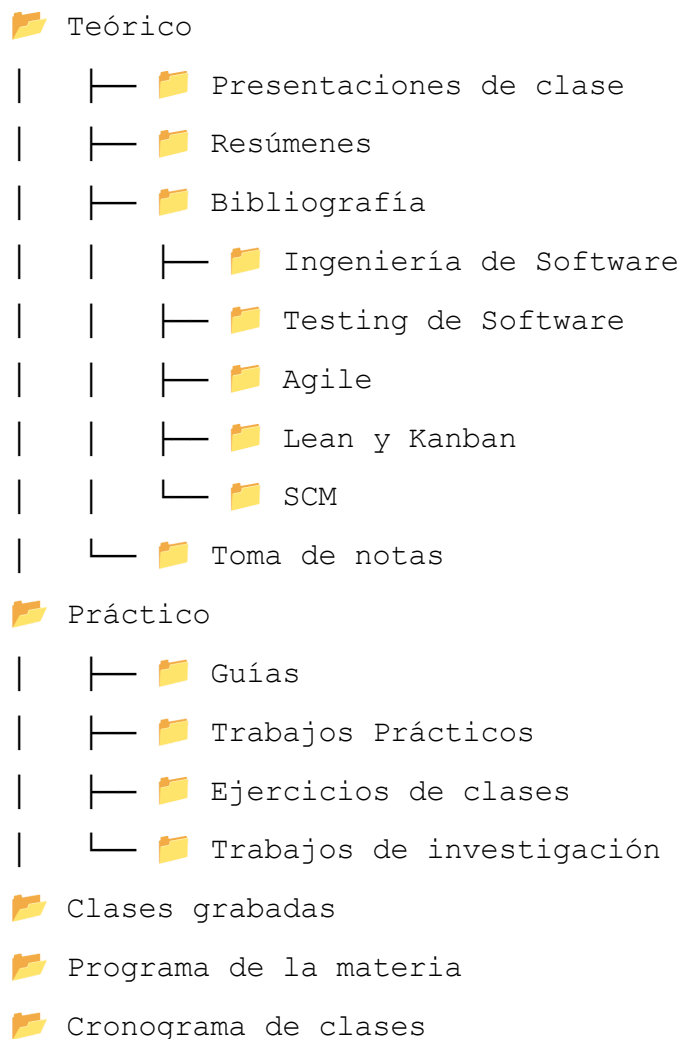 Teórico
Presentaciones de clase
Resúmenes
Bibliografía
Ingeniería de Software
Testing de Software
Agile
Lean y Kanban
SCM
Toma de notas
Práctico
Guías
Trabajos Prácticos
Ejercicios de clases
Trabajos de investigación
Clases grabadas
Programa de la materia
Cronograma de clases